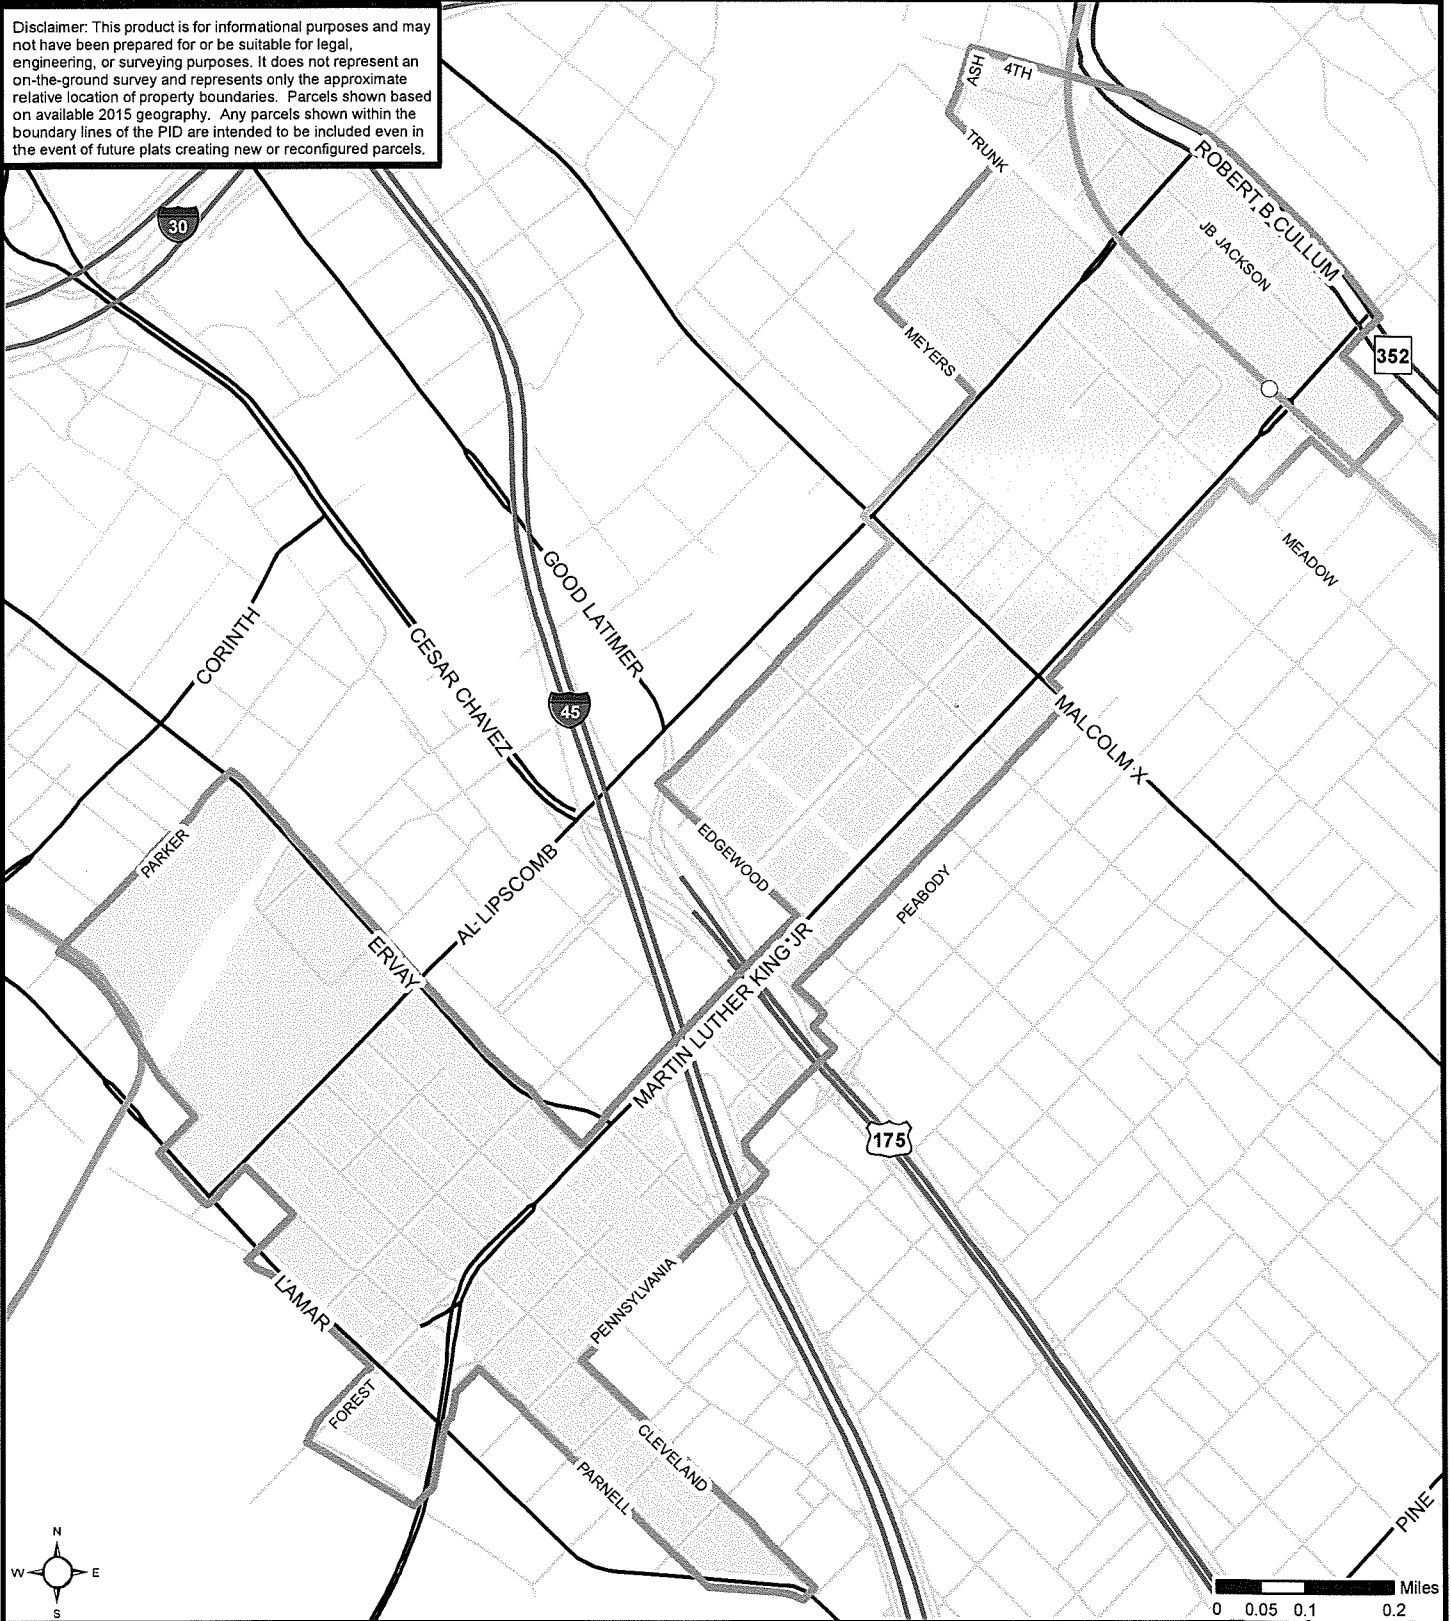 Disclaimer: This product is for informational purposes and may
not have been prepared for or be suitable for legal,
engineering, or surveying purposes. It does not represent an
on-the-ground survey and represents only the approximate
relative location of property boundaries. Parcels shown based
on available 2015 geography. Any parcels shown within the
boundary lines of the PID are intended to be included even in
the event of future plats creating new or reconfigured parcels.
ASH
4TH
TRUNK
ROBERT B CULLUM
JB JACKSON
30
MEYERS
352
MEADOW
GOOD LATIMER
CORINTH
CESAR CHAVEZ
45
MALCOLM X
PARKER
EDGEWOOD
PEABODY
AL LIPSCOMB
ERVAY
MARTIN LUTHER KING JR
175
LAMAR
PENNSYLVANIA
FOREST
CLEVELAND
PARNELL
PINE
N
W E
S
Miles
0 0.05 0.1 0.2